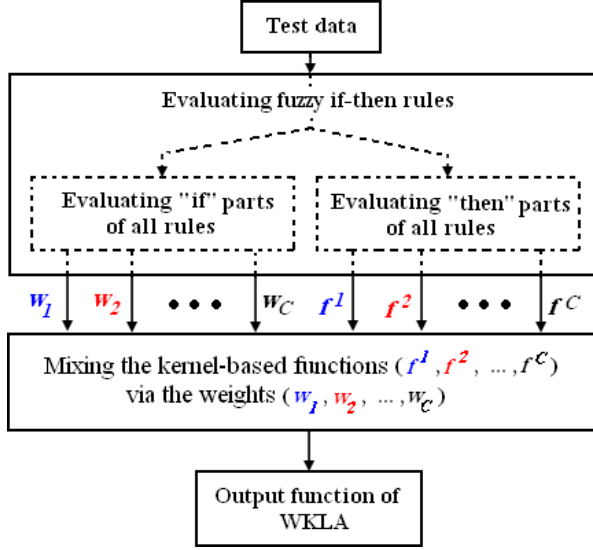 Test data
Evaluating fuzzy if-then rules
Evaluating "if" parts
of all rules
Evaluating "then" parts
of all rules
w1 w2 ••• wC f1 f2 ••• fC
Mixing the kernel-based functions (f1,f2, ...,fC)
via the weights (w1,w2, ...,wC)
Output function of
WKLA